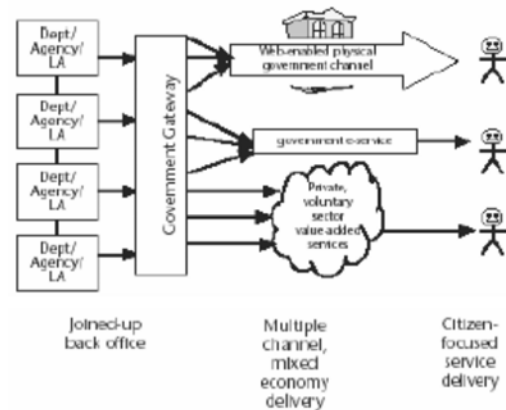 Dept/
Agency/
LA
Dept/
Agency/
LA
Dept/
Agency/
LA
Dept/
Agency/
LA
Government Gateway
Web-enabled physical
government channel
government e-service
Private,
voluntary
sector
value-added
services
Joined-up
back office
Multiple
channel,
mixed
economy
delivery
Citizen-
focused
service
delivery